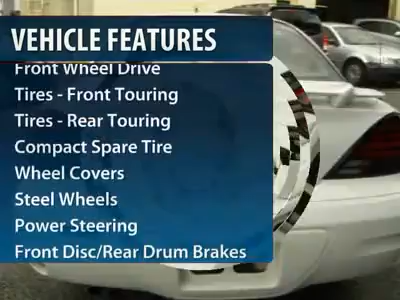 VEHICLE FEATURES
Front Wheel Drive
Tires - Front Touring
Tires - Rear Touring
Compact Spare Tire
Wheel Covers
Steel Wheels
Power Steering
Front Disc/Rear Drum Brakes